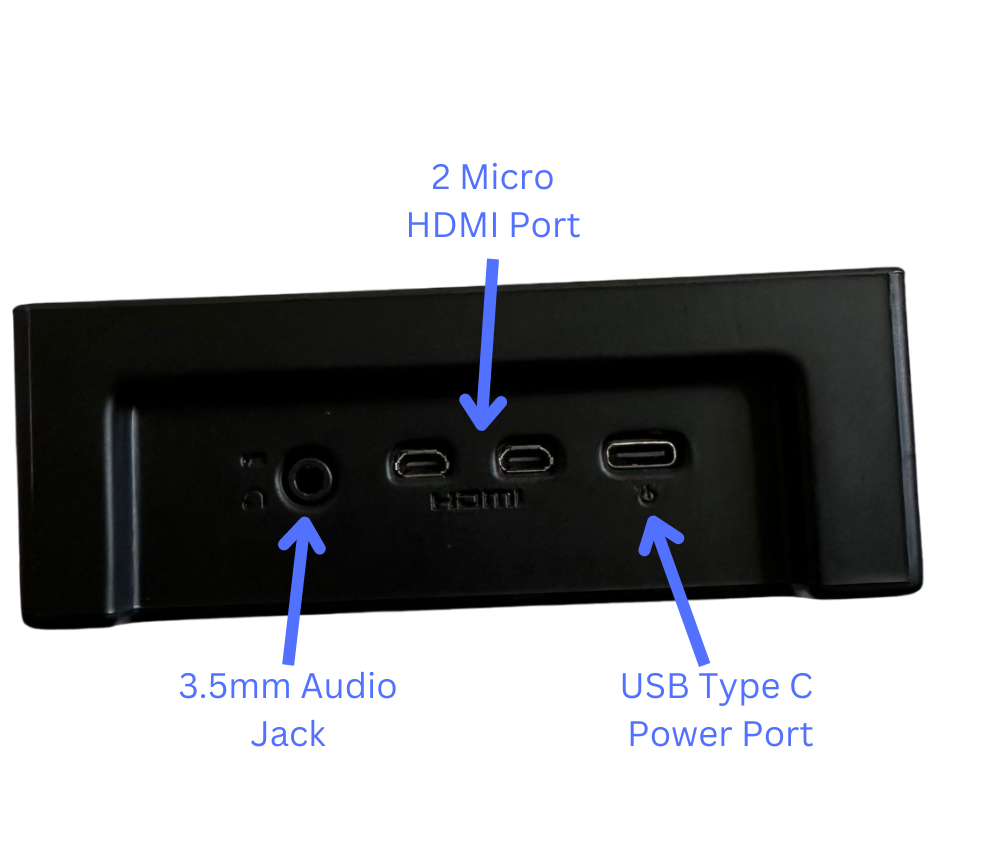 2 Micro
HDMI Port
HDMI
3.5mm Audio
Jack
USB Type C
Power Port